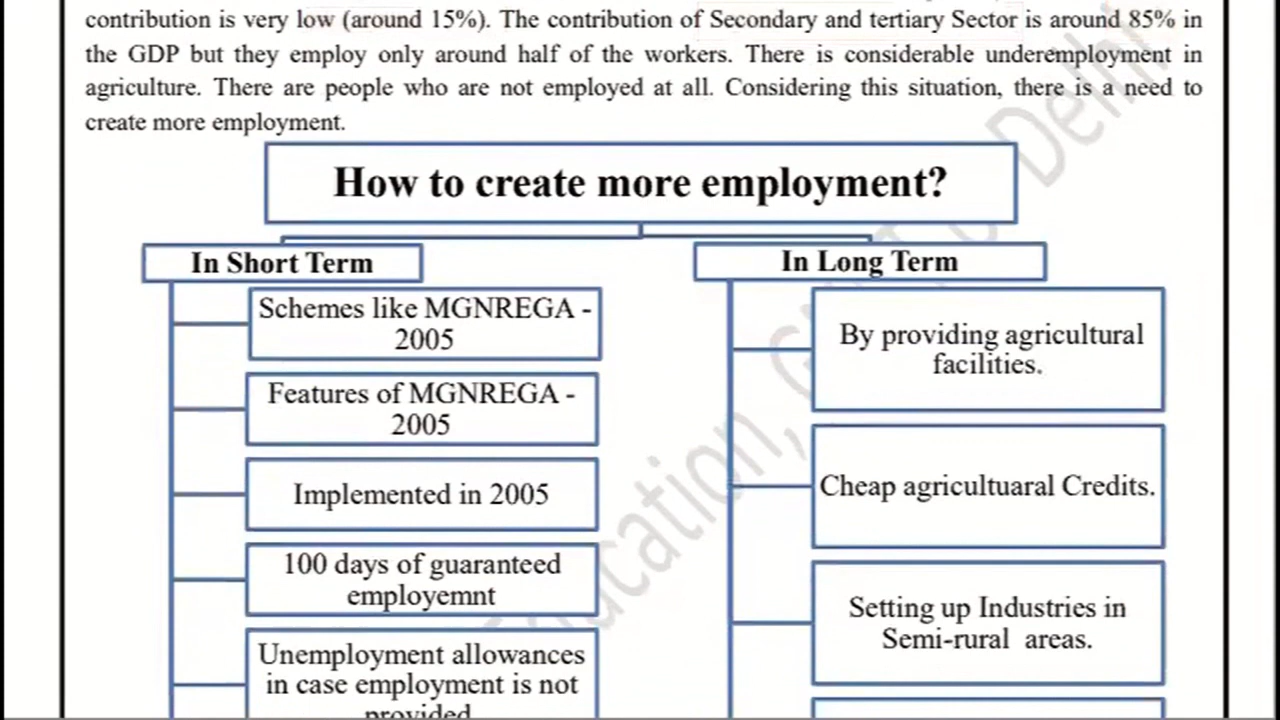 contribution is very low (around 15%). The contribution of Secondary and tertiary Sector is around 85% in
the GDP but they employ only around half of the workers. There is considerable underemployment in
agriculture. There are people who are not employed at all. Considering this situation, there is a need to
create more employment.
How to create more employment?
In Short Term
Schemes like MGNREGA -
2005
Features of MGNREGA -
2005
Implemented in 2005
100 days of guaranteed
employemnt
Unemployment allowances
in case employment is not
provided
In Long Term
By providing agricultural
facilities.
Cheap agricultuaral Credits.
Setting up Industries in
Semi-rural areas.